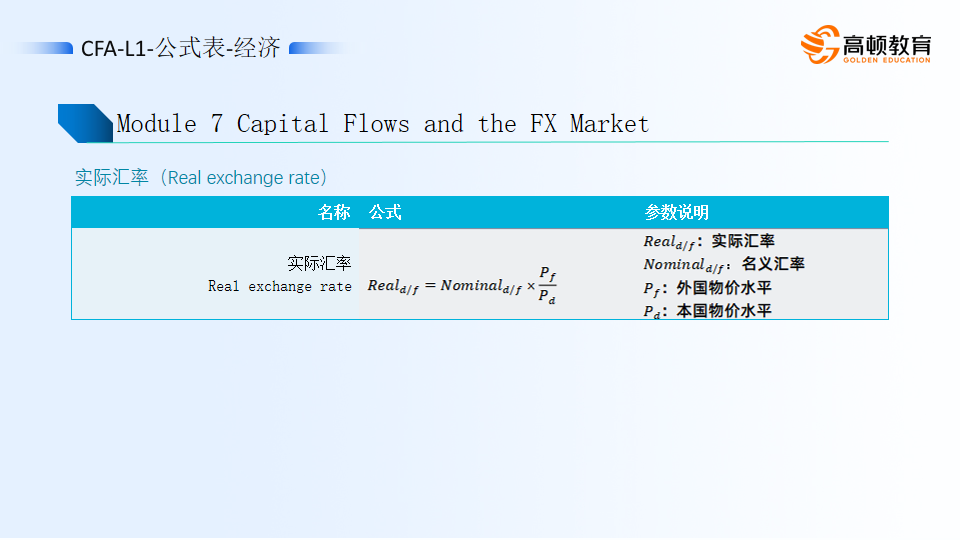 CFA-L1-公式表-经济
高顿教育
GOLDEN EDUCATION
Module 7 Capital Flows and the FX Market
实际汇率（Real exchange rate）
名称 公式 参数说明
实际汇率
Real exchange rate
Real_{d/f} = Nominal_{d/f} × \frac{P_f}{P_d}
Real_{d/f}：实际汇率
Nominal_{d/f}：名义汇率
P_f：外国物价水平
P_d：本国物价水平